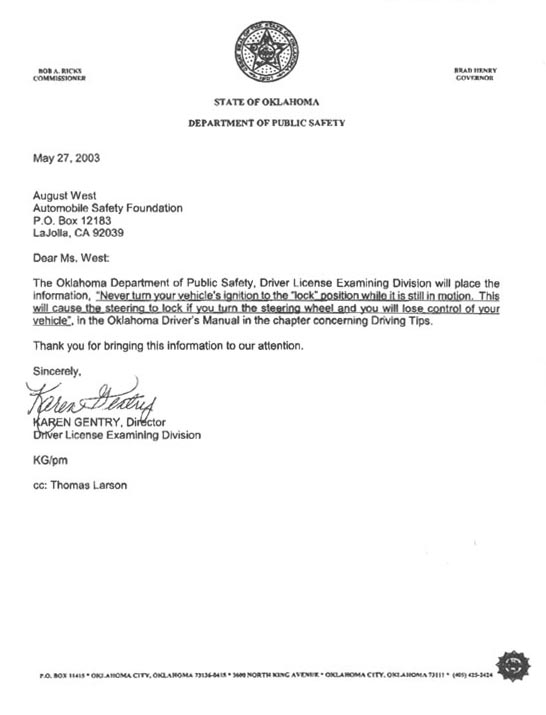 BOB A. RICKS
COMMISSIONER
BRAD HENRY
GOVERNOR
STATE OF OKLAHOMA
DEPARTMENT OF PUBLIC SAFETY
May 27, 2003
August West
Automobile Safety Foundation
P.O. Box 12183
LaJolla, CA 92039
Dear Ms. West:
The Oklahoma Department of Public Safety, Driver License Examining Division will place the
information, "Never turn your vehicle's ignition to the "lock" position while it is still in motion. This
will cause the steering to lock if you turn the steering wheel and you will lose control of your
vehicle", in the Oklahoma Driver's Manual in the chapter concerning Driving Tips.
Thank you for bringing this information to our attention.
Sincerely,
Karen Gentry
KAREN GENTRY, Director
Driver License Examining Division
KG/pm
cc: Thomas Larson
P.O. BOX 11415 * OKLAHOMA CITY, OKLAHOMA 73136-0415 * 3600 NORTH KING AVENUE * OKLAHOMA CITY, OKLAHOMA 73111 * (405) 425-2424